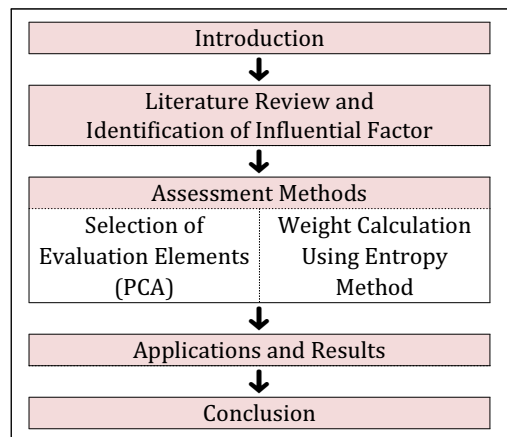 Introduction
Literature Review and
Identification of Influential Factor
Assessment Methods
Selection of
Evaluation Elements
(PCA)
Weight Calculation
Using Entropy
Method
Applications and Results
Conclusion